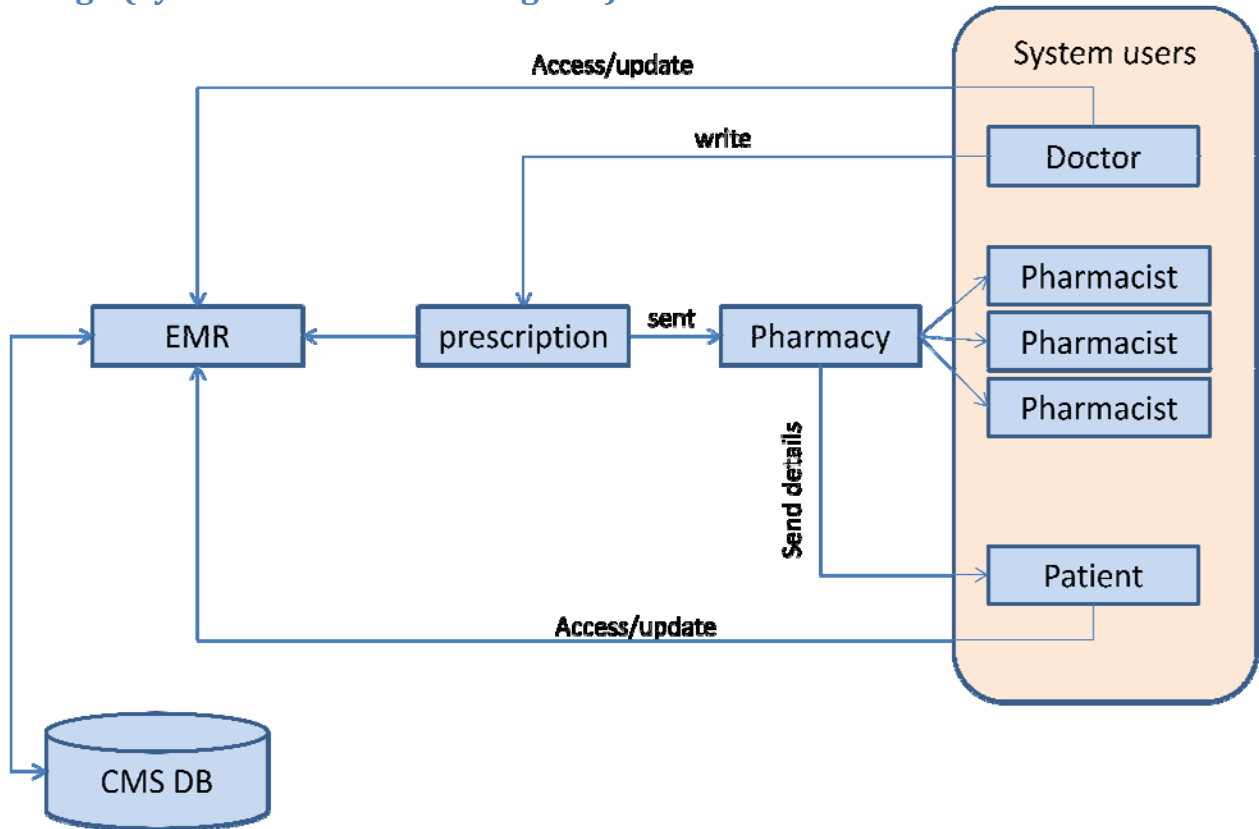 System users
Access/update
Doctor
write
Pharmacist
EMR
prescription
sent
Pharmacy
Pharmacist
Pharmacist
Send details
Patient
Access/update
CMS DB